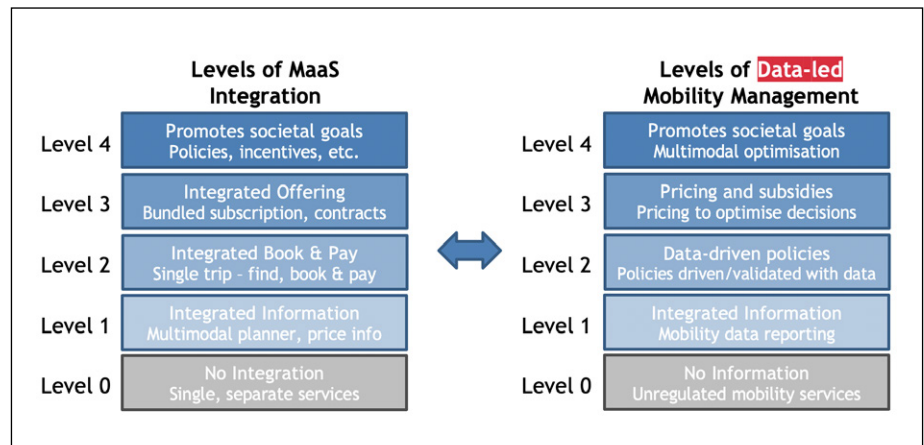 Levels of MaaS
Integration
Level 4
Promotes societal goals
Policies, incentives, etc.
Level 3
Integrated Offering
Bundled subscription, contracts
Level 2
Integrated Book & Pay
Single trip – find, book & pay
Level 1
Integrated Information
Multimodal planner, price info
Level 0
No Integration
Single, separate services
Levels of Data-led
Mobility Management
Level 4
Promotes societal goals
Multimodal optimisation
Level 3
Pricing and subsidies
Pricing to optimise decisions
Level 2
Data-driven policies
Policies driven/validated with data
Level 1
Integrated Information
Mobility data reporting
Level 0
No Information
Unregulated mobility services